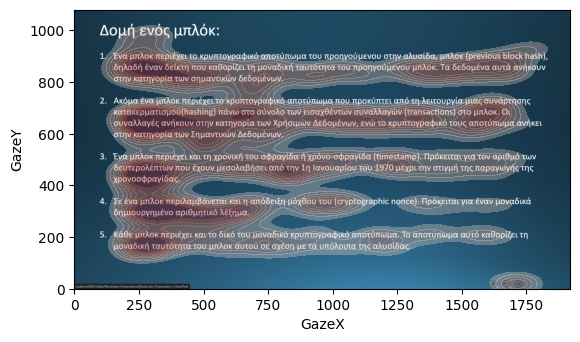 Δομή ενός μπλόκ:
1. Ένα μπλοκ περιέχει το κρυπτογραφικό αποτύπωμα του προηγούμενου στην αλυσίδα, μπλοκ (previous block hash),
δηλαδή έναν δείκτη που καθορίζει τη μοναδική ταυτότητα του προηγούμενου μπλοκ. Τα δεδομένα αυτά ανήκουν
στην κατηγορία των σημαντικών δεδομένων.
2. Ακόμα ένα μπλοκ περιέχει το κρυπτογραφικό αποτύπωμα που προκύπτει από τη λειτουργία μίας συνάρτησης
κατακερματισμού(hashing) πάνω στο σύνολο των εισαχθέντων συναλλαγών (transactions) στο μπλοκ. Οι
συναλλαγές ανήκουν στην κατηγορία των Χρήσιμων Δεδομένων, ενώ το κρυπτογραφικό τους αποτύπωμα ανήκει
στην κατηγορία των Σημαντικών Δεδομένων.
3. Ένα μπλοκ περιέχει και τη χρονική του σφραγίδα ή χρόνο-σφραγίδα (timestamp). Πρόκειται για τον αριθμό των
δευτερολέπτων που έχουν μεσολαβήσει από την 1η Ιανουαρίου του 1970 μέχρι την στιγμή της παραγωγής της
χρονοσφραγίδας.
4. Σε ένα μπλοκ περιλαμβάνεται και η απόδειξη μόχθου του (cryptographic nonce). Πρόκειται για έναν μοναδικά
δημιουργημένο αριθμητικό λέξημα.
5. Κάθε μπλοκ περιέχει και το δικό του μοναδικό κρυπτογραφικό αποτύπωμα. Το αποτύπωμα αυτό καθορίζει τη
μοναδική ταυτότητα του μπλοκ αυτού σε σχέση με τα υπόλοιπα της αλυσίδας.
GazeY
1000
800
600
400
200
0
0 250 500 750 1000 1250 1500 1750
GazeX